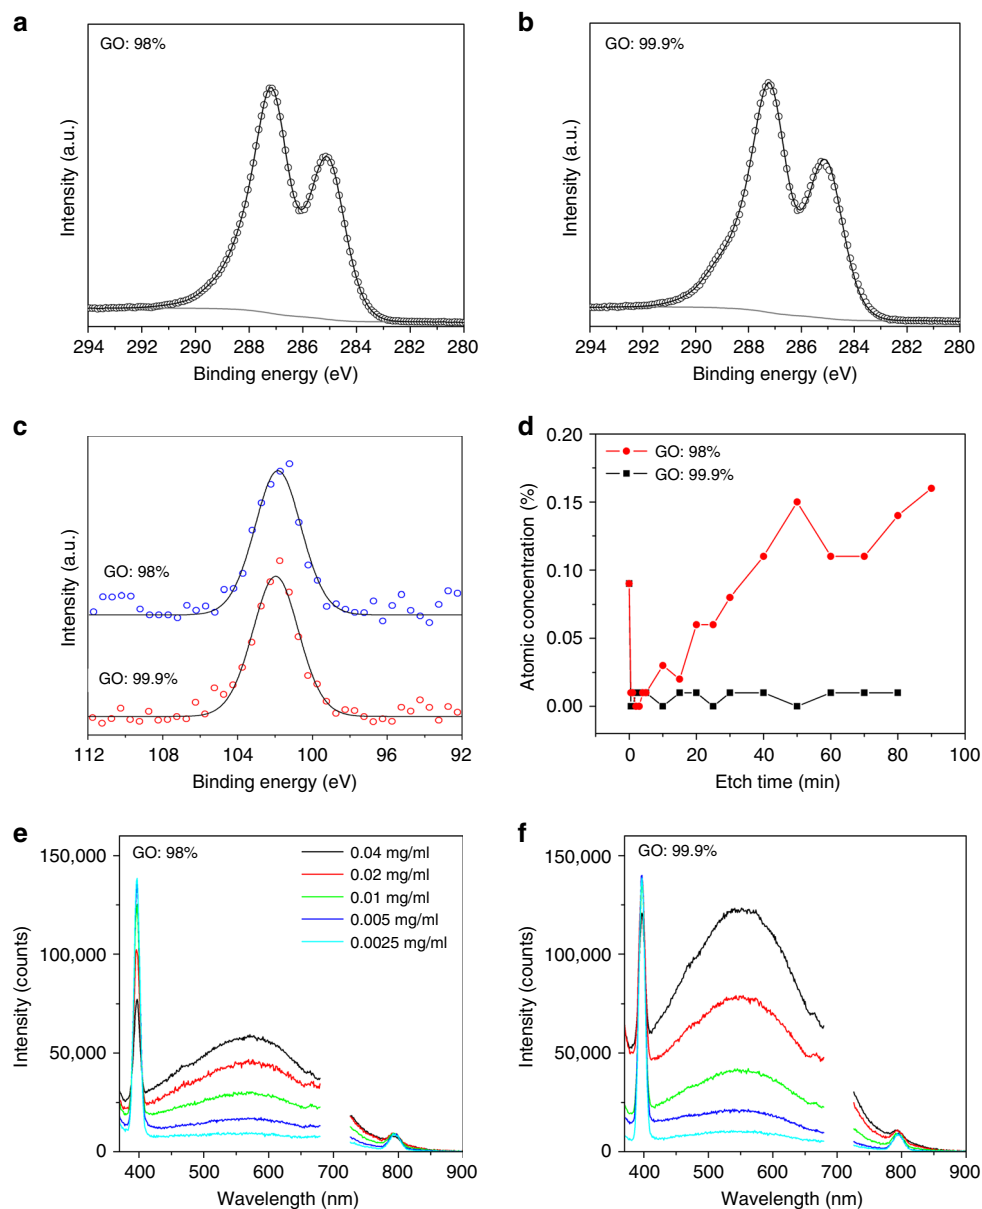 a
GO: 98%
Intensity (a.u.)
294 292 290 288 287 284 282 280
Binding energy (eV)
b
GO: 99.9%
Intensity (a.u.)
294 292 290 288 286 284 282 280
Binding energy (eV)
c
GO: 98%
GO: 99.9%
Intensity (a.u.)
112 108 104 100 96 92
Binding energy (eV)
d
GO: 98%
GO: 99.9%
Atomic concentration (%)
0.20
0.15
0.10
0.05
0.00
0 20 40 60 80 100
Etch time (min)
e
GO: 98%
0.04 mg/ml
0.02 mg/ml
0.01 mg/ml
0.005 mg/ml
0.0025 mg/ml
Intensity (counts)
150,000
100,000
50,000
0
400 500 600 700 800 900
Wavelength (nm)
f
GO: 99.9%
Intensity (counts)
150,000
100,000
50,000
0
400 500 600 700 800 900
Wavelength (nm)